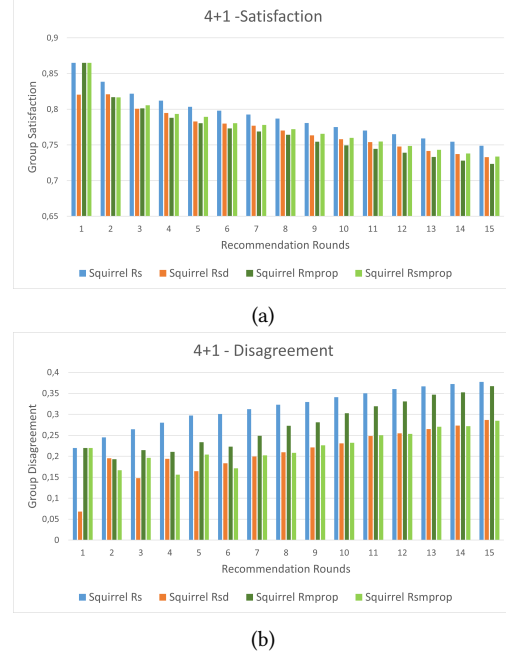 4+1 -Satisfaction
0,9
0,85
0,8
0,75
0,7
0,65
Group Satisfaction
1 2 3 4 5 6 7 8 9 10 11 12 13 14 15
Recommendation Rounds
Squirrel Rs Squirrel Rsd Squirrel Rmprop Squirrel Rsmprop
(a)
4+1 - Disagreement
0,4
0,35
0,3
0,25
0,2
0,15
0,1
0,05
0
Group Disagreement
1 2 3 4 5 6 7 8 9 10 11 12 13 14 15
Recommendation Rounds
Squirrel Rs Squirrel Rsd Squirrel Rmprop Squirrel Rsmprop
(b)